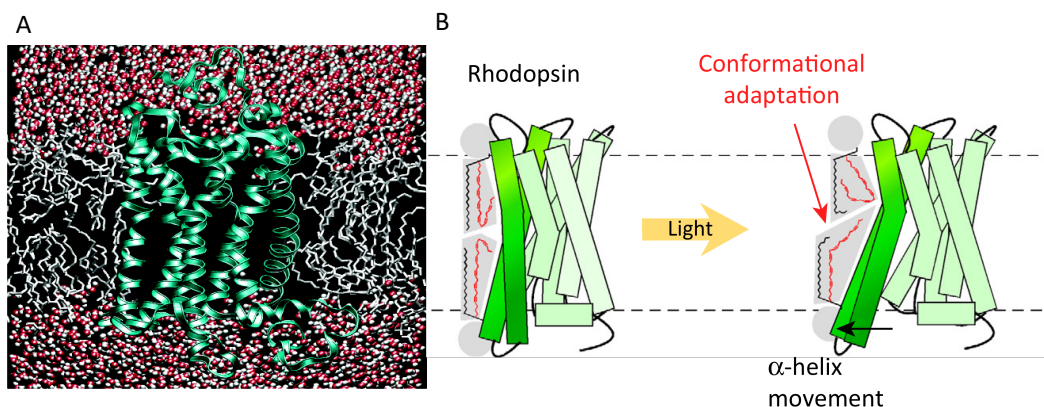 A
B
Rhodopsin
Conformational
adaptation
Light
α-helix
movement